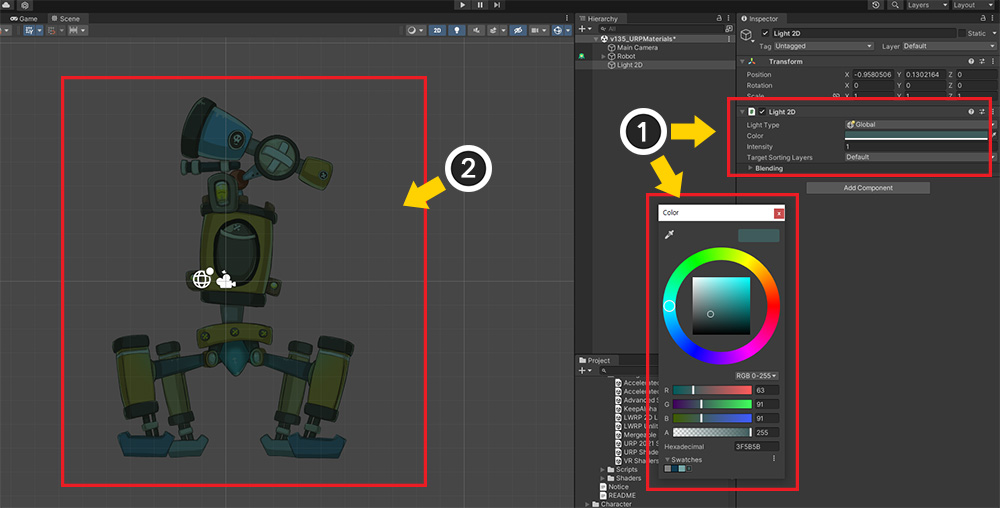 Layers
Layout
Game
Scene
2D
Hierarchy
All
v135_URPMaterials*
Main Camera
Robot
Light 2D
Inspector
Light 2D
Static
Tag Untagged Layer Default
Transform
Position X -0.9580506 Y 0.1302164 Z 0
Rotation X 0 Y 0 Z 0
Scale X 1 Y 1 Z 1
Light 2D
Light Type Global
Color
Intensity 1
Target Sorting Layers Default
Blending
Add Component
1
2
Color
x
RGB 0-255
R 63
G 91
B 91
A 255
Hexadecimal 3F5B5B
Swatches
Project
Accelerated
Accelerated
Advanced S
KeepAlpha
LWRP 2D L
LWRP Unlit
Mergeable
URP 2021 S
URP Shade
VR Shaders
Scripts
Shaders
Notice
README
Character